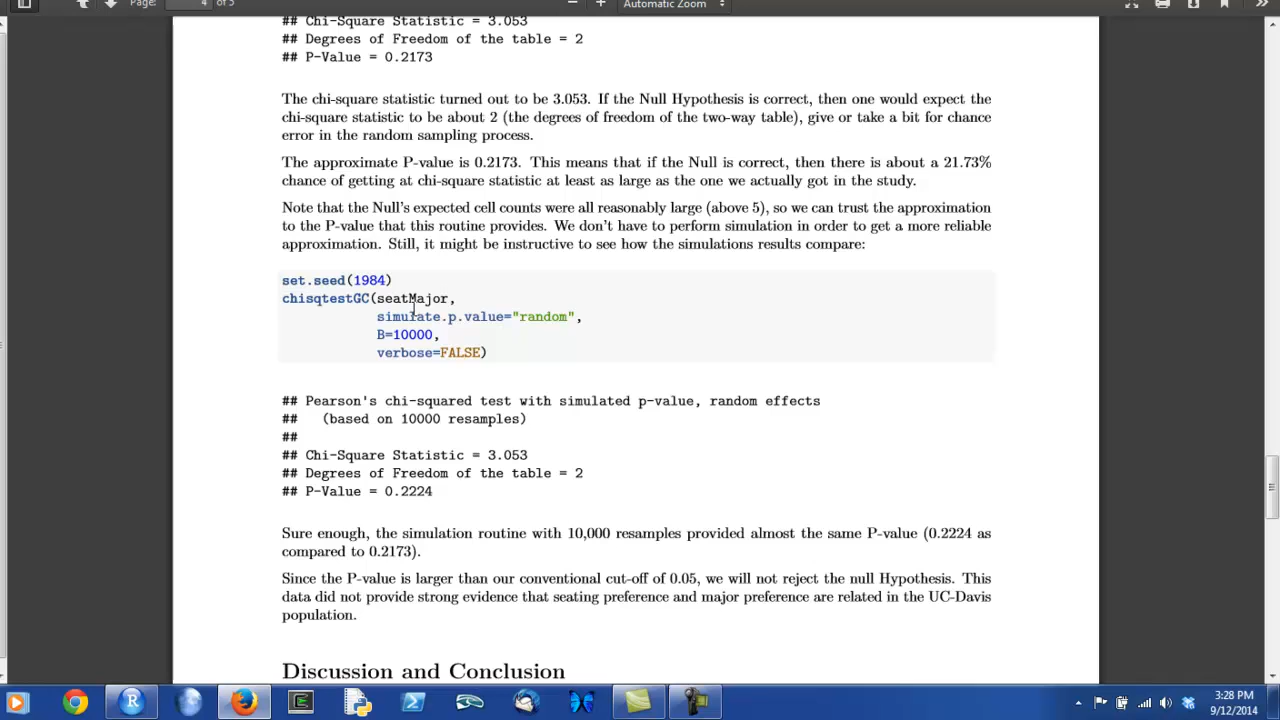 Page: 4 of 5 Automatic Zoom
## Chi-Square Statistic = 3.053
## Degrees of Freedom of the table = 2
## P-Value = 0.2173
The chi-square statistic turned out to be 3.053. If the Null Hypothesis is correct, then one would expect the
chi-square statistic to be about 2 (the degrees of freedom of the two-way table), give or take a bit for chance
error in the random sampling process.
The approximate P-value is 0.2173. This means that if the Null is correct, then there is about a 21.73%
chance of getting at chi-square statistic at least as large as the one we actually got in the study.
Note that the Null's expected cell counts were all reasonably large (above 5), so we can trust the approximation
to the P-value that this routine provides. We don't have to perform simulation in order to get a more reliable
approximation. Still, it might be instructive to see how the simulations results compare:
set.seed(1984)
chisqtestGC(seatMajor,
simulate.p.value="random",
B=10000,
verbose=FALSE)
## Pearson's chi-squared test with simulated p-value, random effects
## (based on 10000 resamples)
##
## Chi-Square Statistic = 3.053
## Degrees of Freedom of the table = 2
## P-Value = 0.2224
Sure enough, the simulation routine with 10,000 resamples provided almost the same P-value (0.2224 as
compared to 0.2173).
Since the P-value is larger than our conventional cut-off of 0.05, we will not reject the null Hypothesis. This
data did not provide strong evidence that seating preference and major preference are related in the UC-Davis
population.
Discussion and Conclusion
3:28 PM
9/12/2014